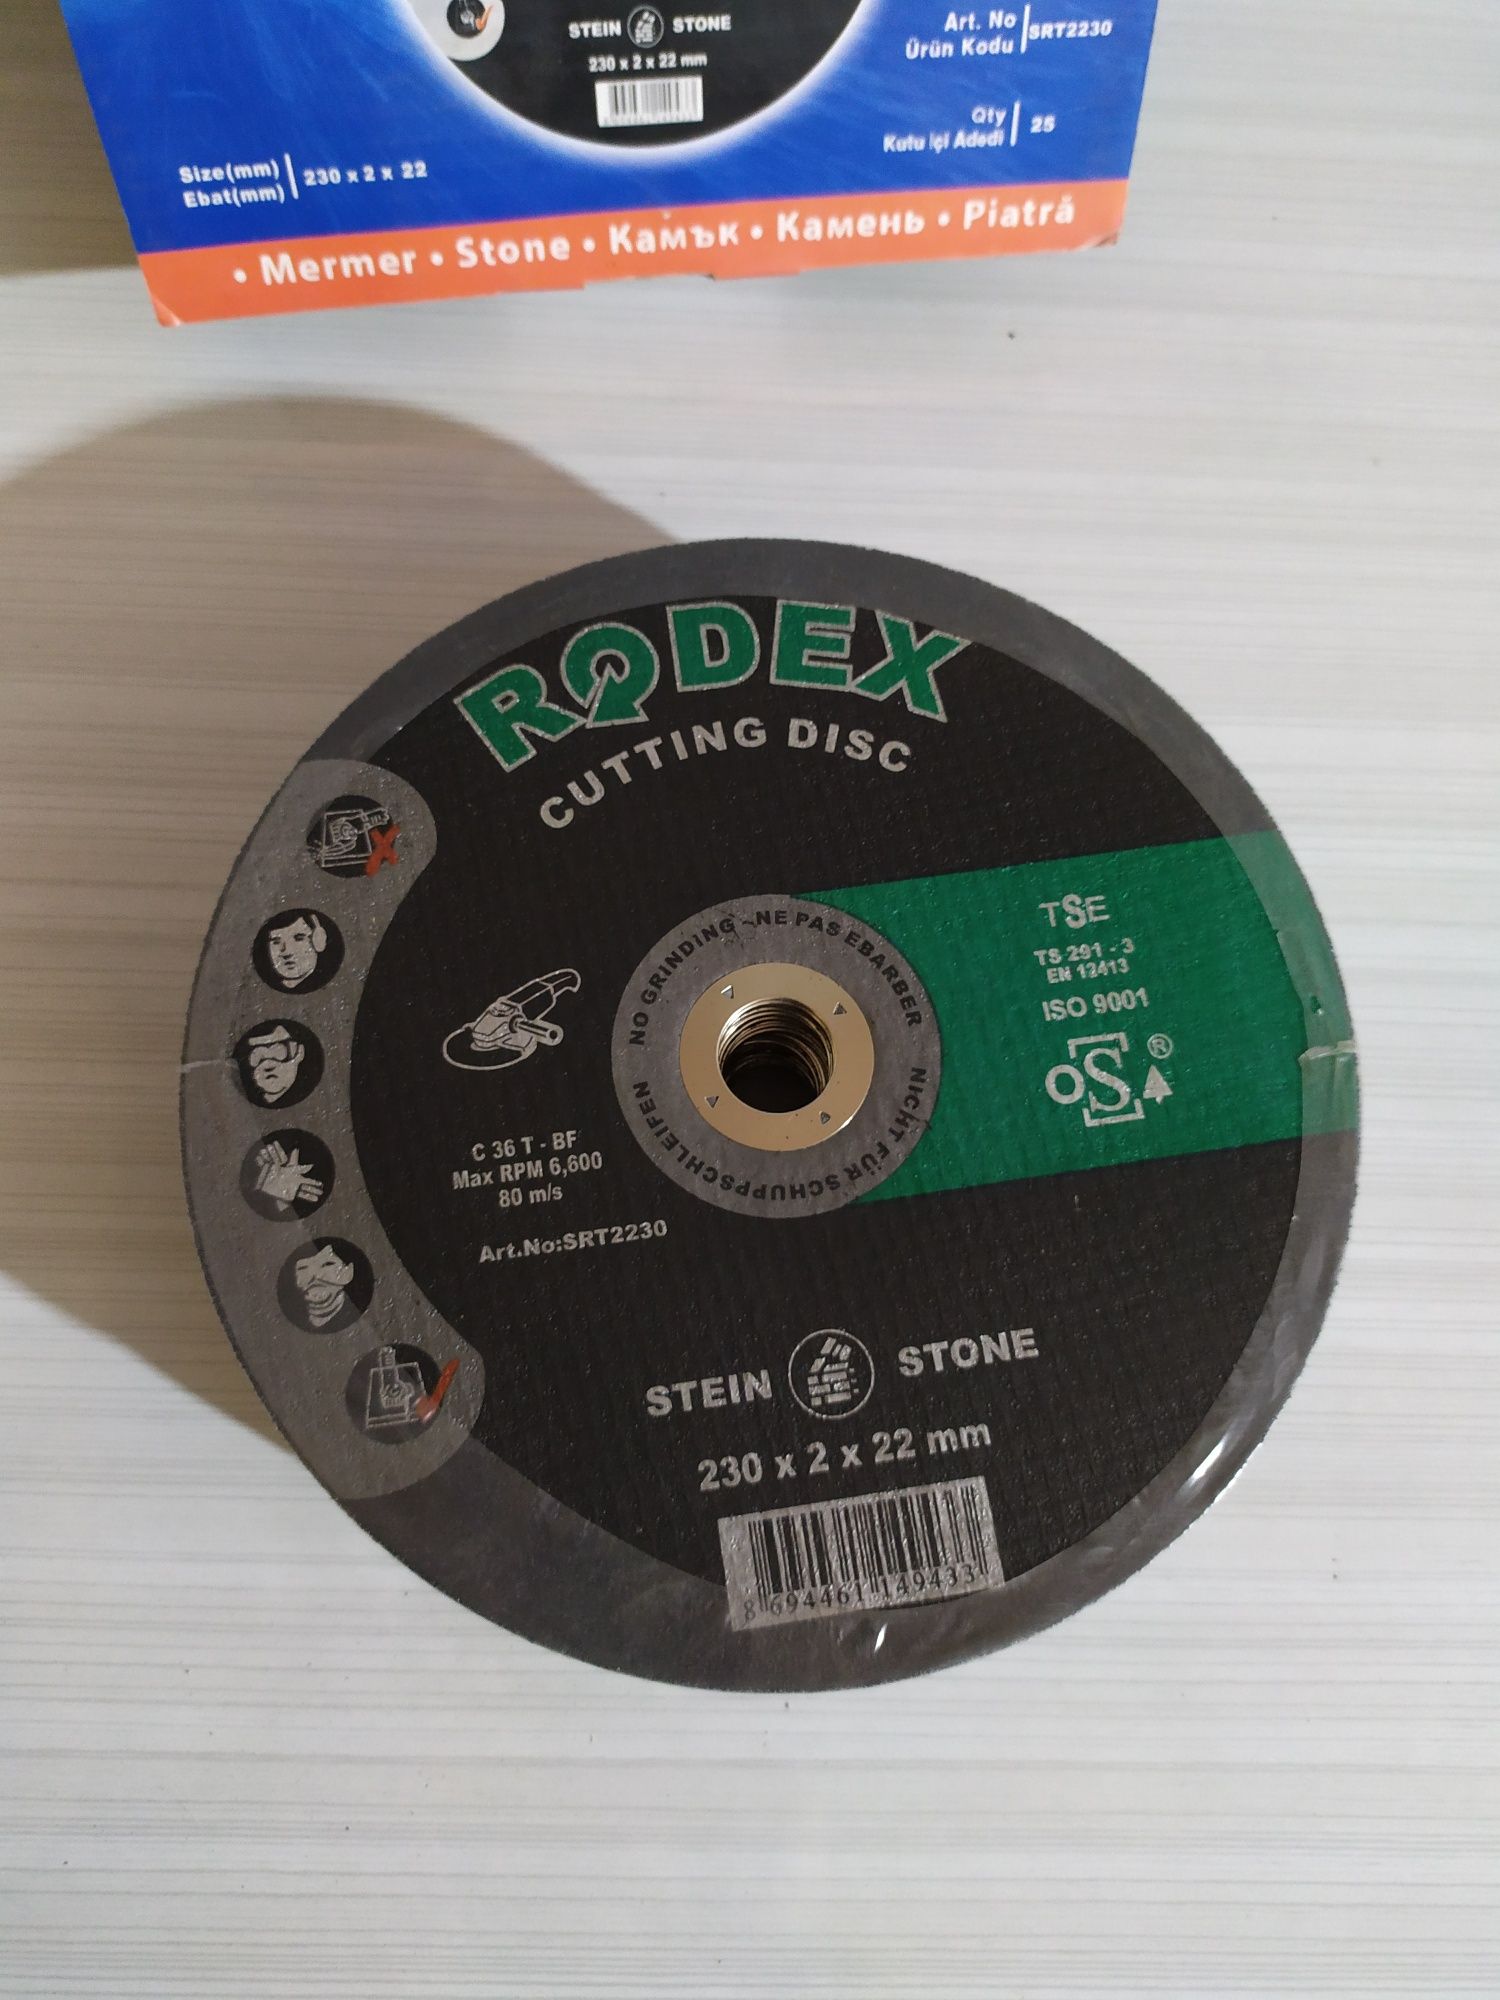 STEIN STONE
230 x 2 x 22 mm
Art. No
Ürün Kodu
SRT2230
Qty
Kutu İçi Adedi
25
Size(mm)
Ebat(mm)
230 x 2 x 22
• Mermer • Stone • Камък • Камень • Piatră
RODEX
CUTTING DISC
TSE
TS 291 - 3
EN 12413
ISO 9001
OSA®
NO GRINDING - NE PAS EBARBER
NICHT FÜR SCHUPPSCHLEIFEN
C 36 T - BF
Max RPM 6,600
80 m/s
Art.No:SRT2230
STEIN STONE
230 x 2 x 22 mm
8 694461 149433